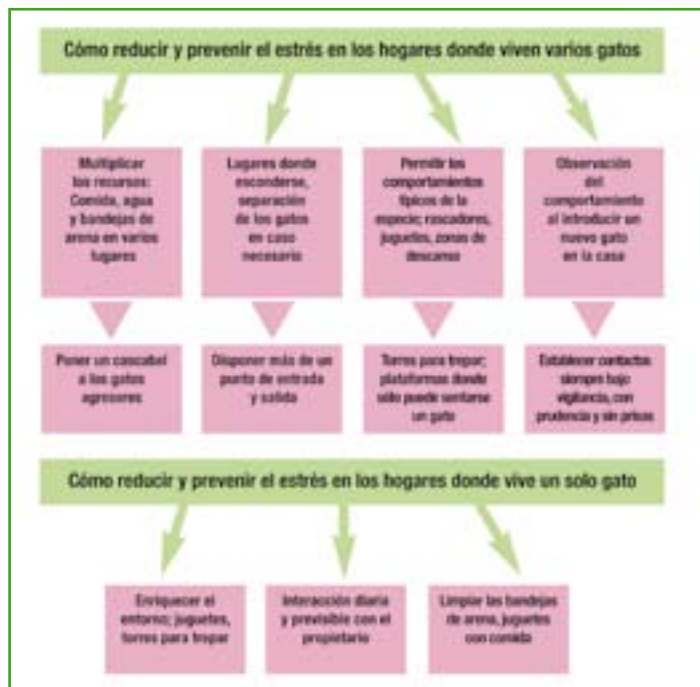 Cómo reducir y prevenir el estrés en los hogares donde viven varios gatos
Multiplicar
los recursos:
Comida, agua
y bandejas de
arena en varios
lugares
Lugares donde
esconderse,
separación
de los gatos
en caso
necesario
Permitir los
comportamientos
típicos de la
especie; rascadores,
juguetes, zonas de
descanso
Observación
del
comportamiento
al introducir un
nuevo gato
en la casa
Poner un cascabel
a los gatos
agresores
Disponer más de un
punto de entrada
y salida
Torres para trepar;
plataformas donde
sólo puede sentarse
un gato
Establecer contactos
siempre bajo
vigilancia, con
prudencia y sin prisas
Cómo reducir y prevenir el estrés en los hogares donde vive un solo gato
Enriquecer el
entorno; juguetes,
torres para trepar
Interacción diaria
y previsible con el
propietario
Limpiar las bandejas
de arena, juguetes
con comida